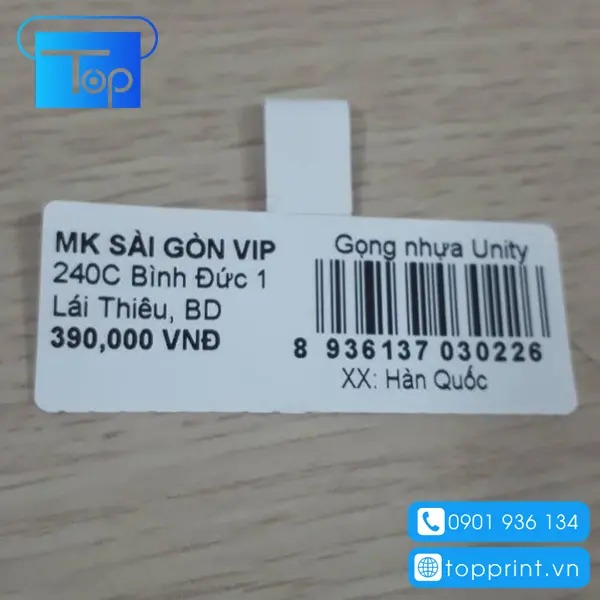 Top
MK SÀI GÒN VIP
240C Bình Đức 1
Lái Thiêu, BD
390,000 VNĐ
Gọng nhựa Unity
8 936137 030226
XX: Hàn Quốc
0901 936 134
topprint.vn